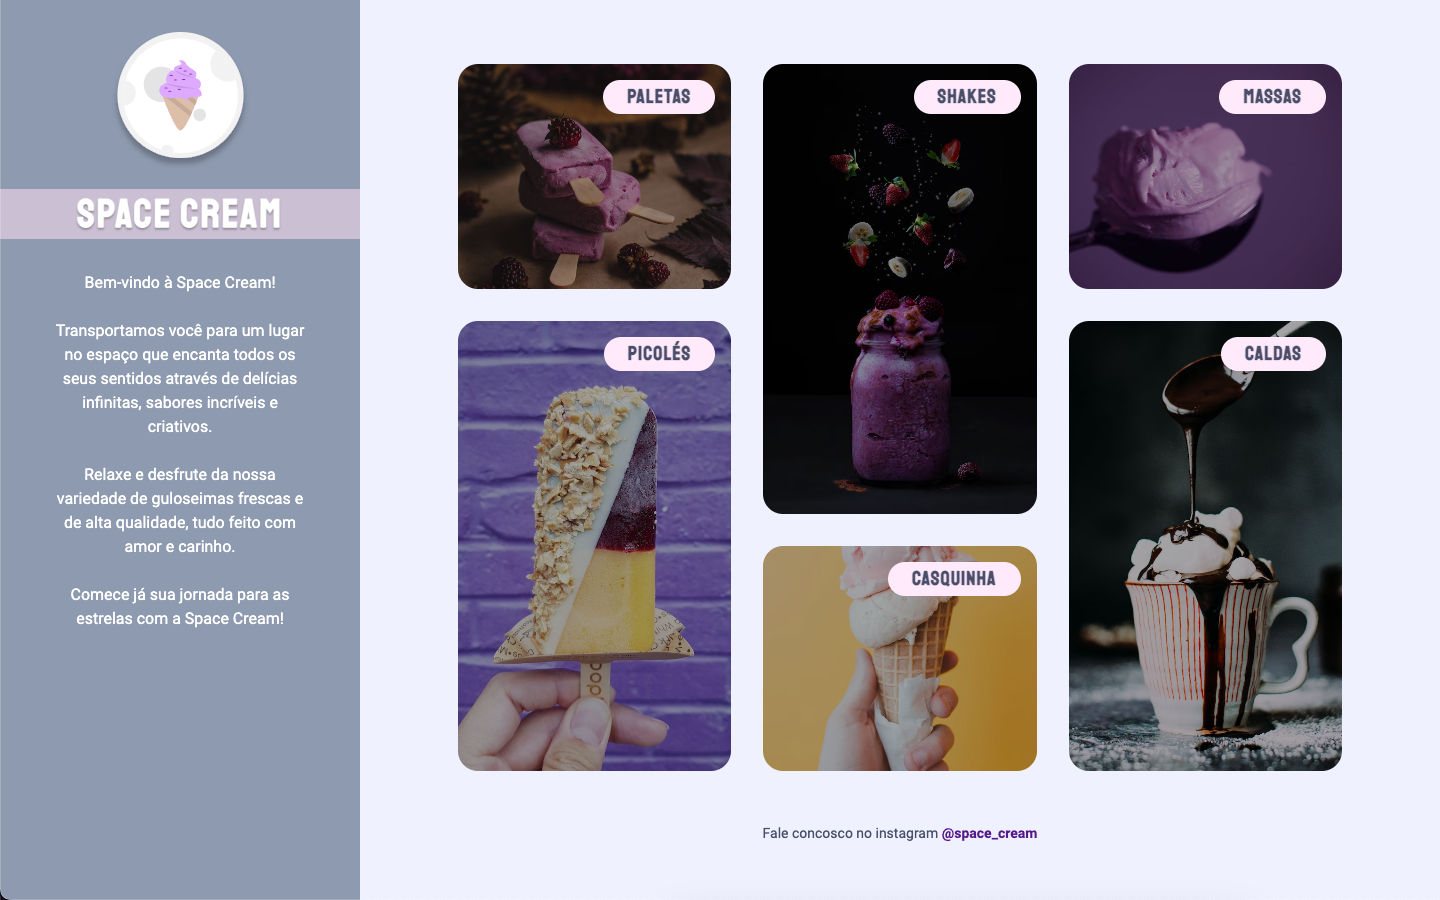 SPACE CREAM
Bem-vindo à Space Cream!
Transportamos você para um lugar
no espaço que encanta todos os
seus sentidos através de delícias
infinitas, sabores incríveis e
criativos.
Relaxe e desfrute da nossa
variedade de guloseimas frescas e
de alta qualidade, tudo feito com
amor e carinho.
Comece já sua jornada para as
estrelas com a Space Cream!
PALETAS
SHAKES
MASSAS
PICOLÉS
CALDAS
CASQUINHA
Fale concosco no instagram @space_cream